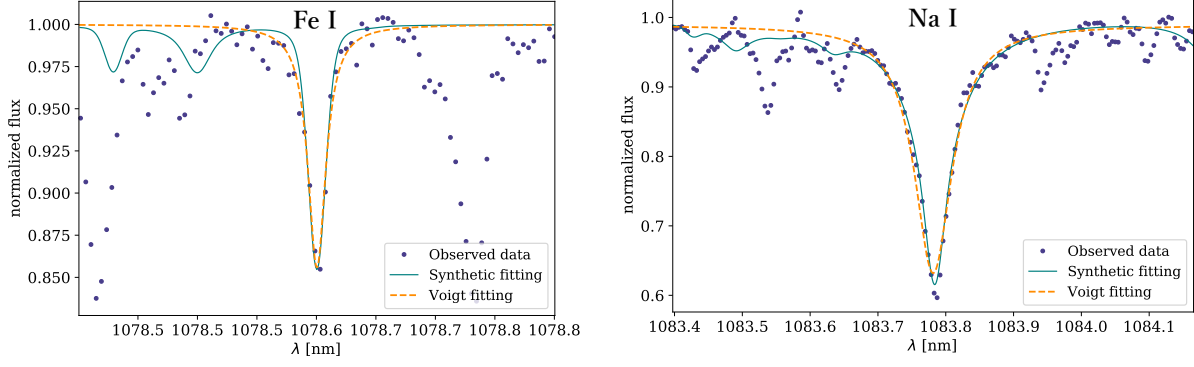 Fe I
normalized flux
1.000
0.975
0.950
0.925
0.900
0.875
0.850
Observed data
Synthetic fitting
Voigt fitting
1078.5 1078.5 1078.5 1078.6 1078.7 1078.7 1078.8 1078.8
λ [nm]
Na I
normalized flux
1.0
0.9
0.8
0.7
0.6
Observed data
Synthetic fitting
Voigt fitting
1083.4 1083.5 1083.6 1083.7 1083.8 1083.9 1084.0 1084.1
λ [nm]